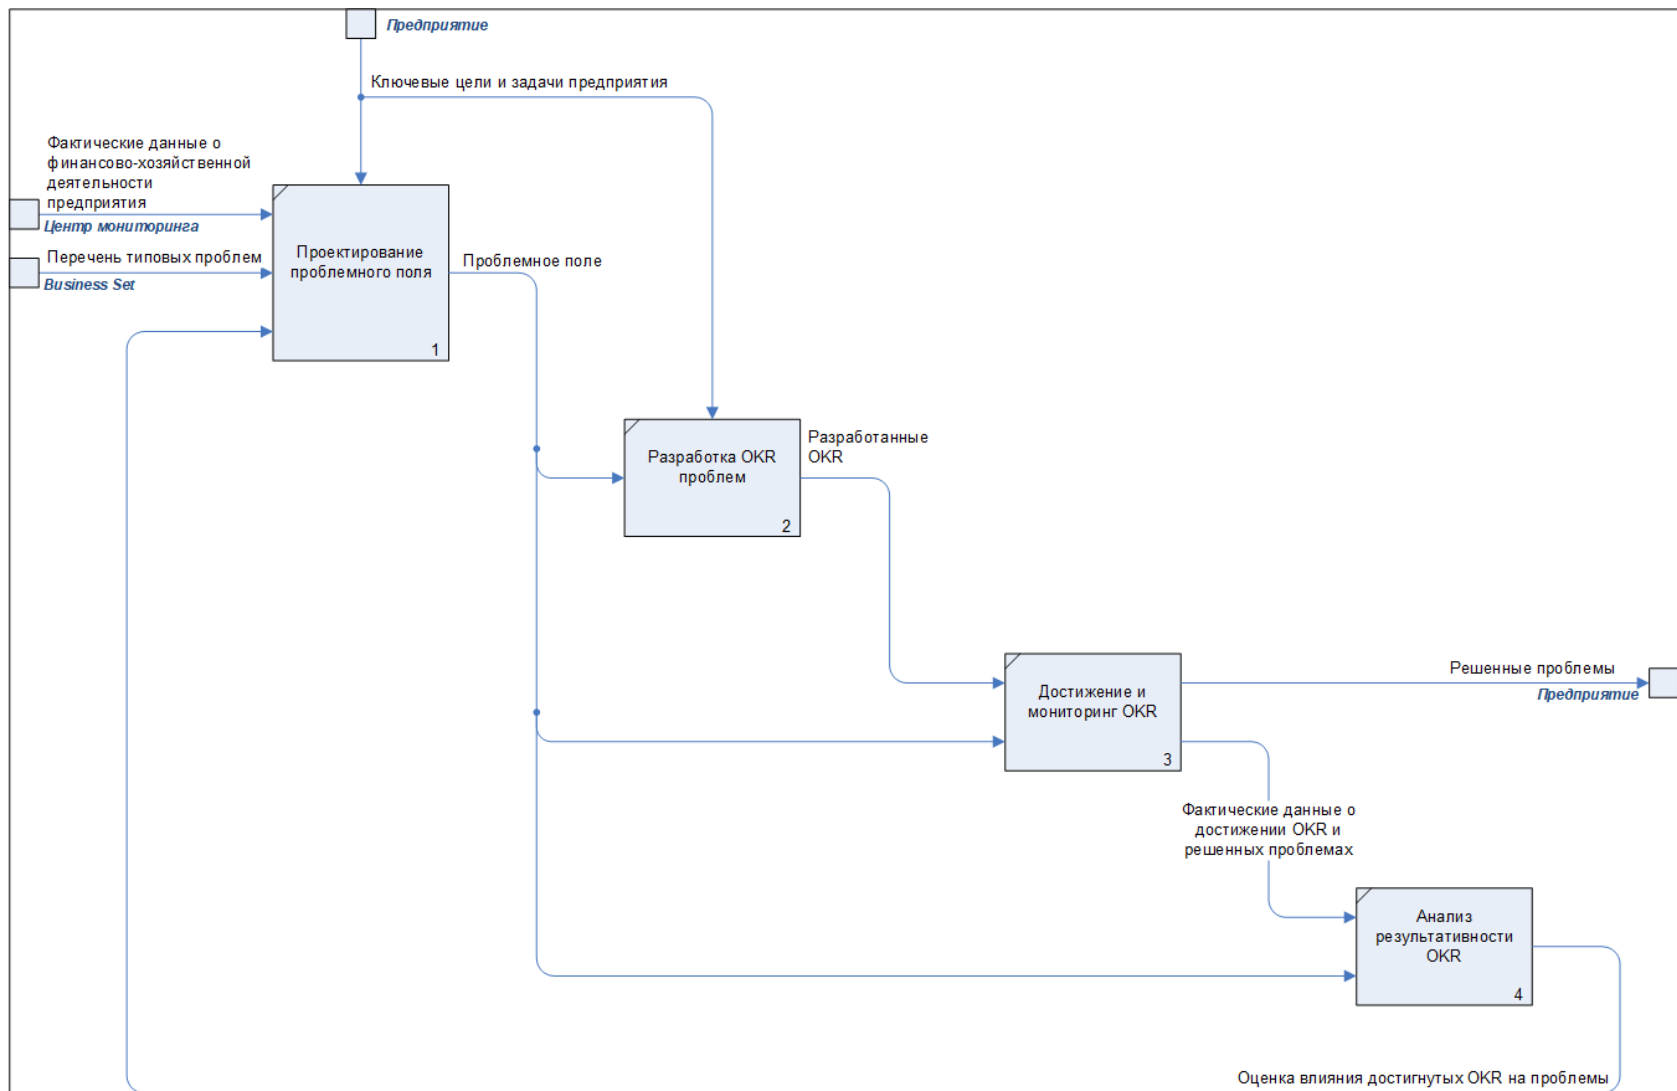 Предприятие
Ключевые цели и задачи предприятия
Фактические данные о
финансово-хозяйственной
деятельности
предприятия
Центр мониторинга
Перечень типовых проблем
Business Set
Проектирование
проблемного поля
1
Проблемное поле
Разработка OKR
проблем
2
Разработанные
OKR
Достижение и
мониторинг OKR
3
Решенные проблемы
Предприятие
Фактические данные о
достижении OKR и
решенных проблемах
Анализ
результативности
OKR
4
Оценка влияния достигнутых OKR на проблемы